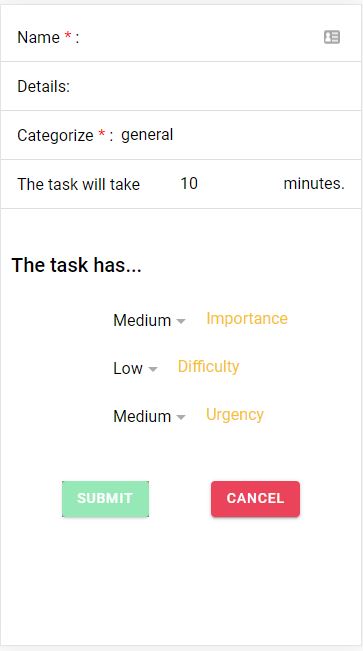 Name * :
Details:
Categorize * : general
The task will take 10 minutes.
The task has...
Medium Importance
Low Difficulty
Medium Urgency
SUBMIT CANCEL